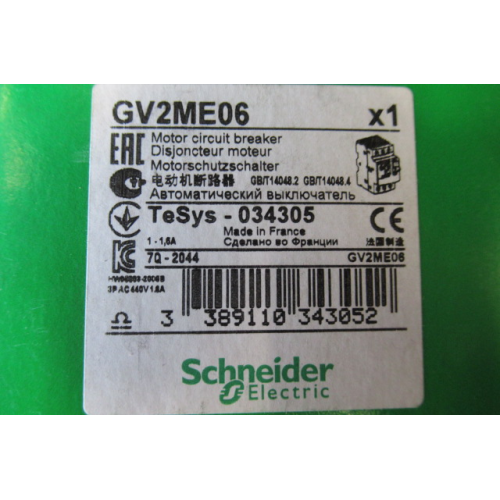 GV2ME06 x1
EAC
Motor circuit breaker
Disjoncteur moteur
Motorschutzschalter
电动机断路器 GB/T14048.2 GB/T14048.4
Автоматический выключатель
TeSys - 034305 CE
Made in France
1 - 1,6A Сделано во Франции 法国制造
7Q - 2044 GV2ME06
3P AC 440V 1.6A
3 389110 343052
Schneider
Electric